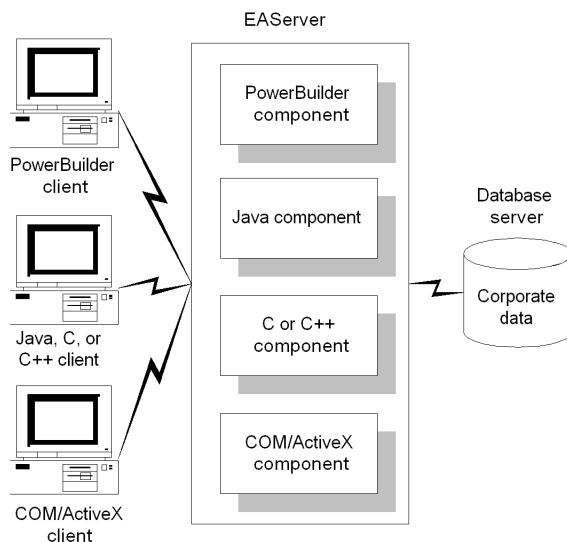 EAServer
PowerBuilder
client
Java, C, or
C++ client
COM/ActiveX
client
PowerBuilder
component
Java component
C or C++
component
COM/ActiveX
component
Database
server
Corporate
data